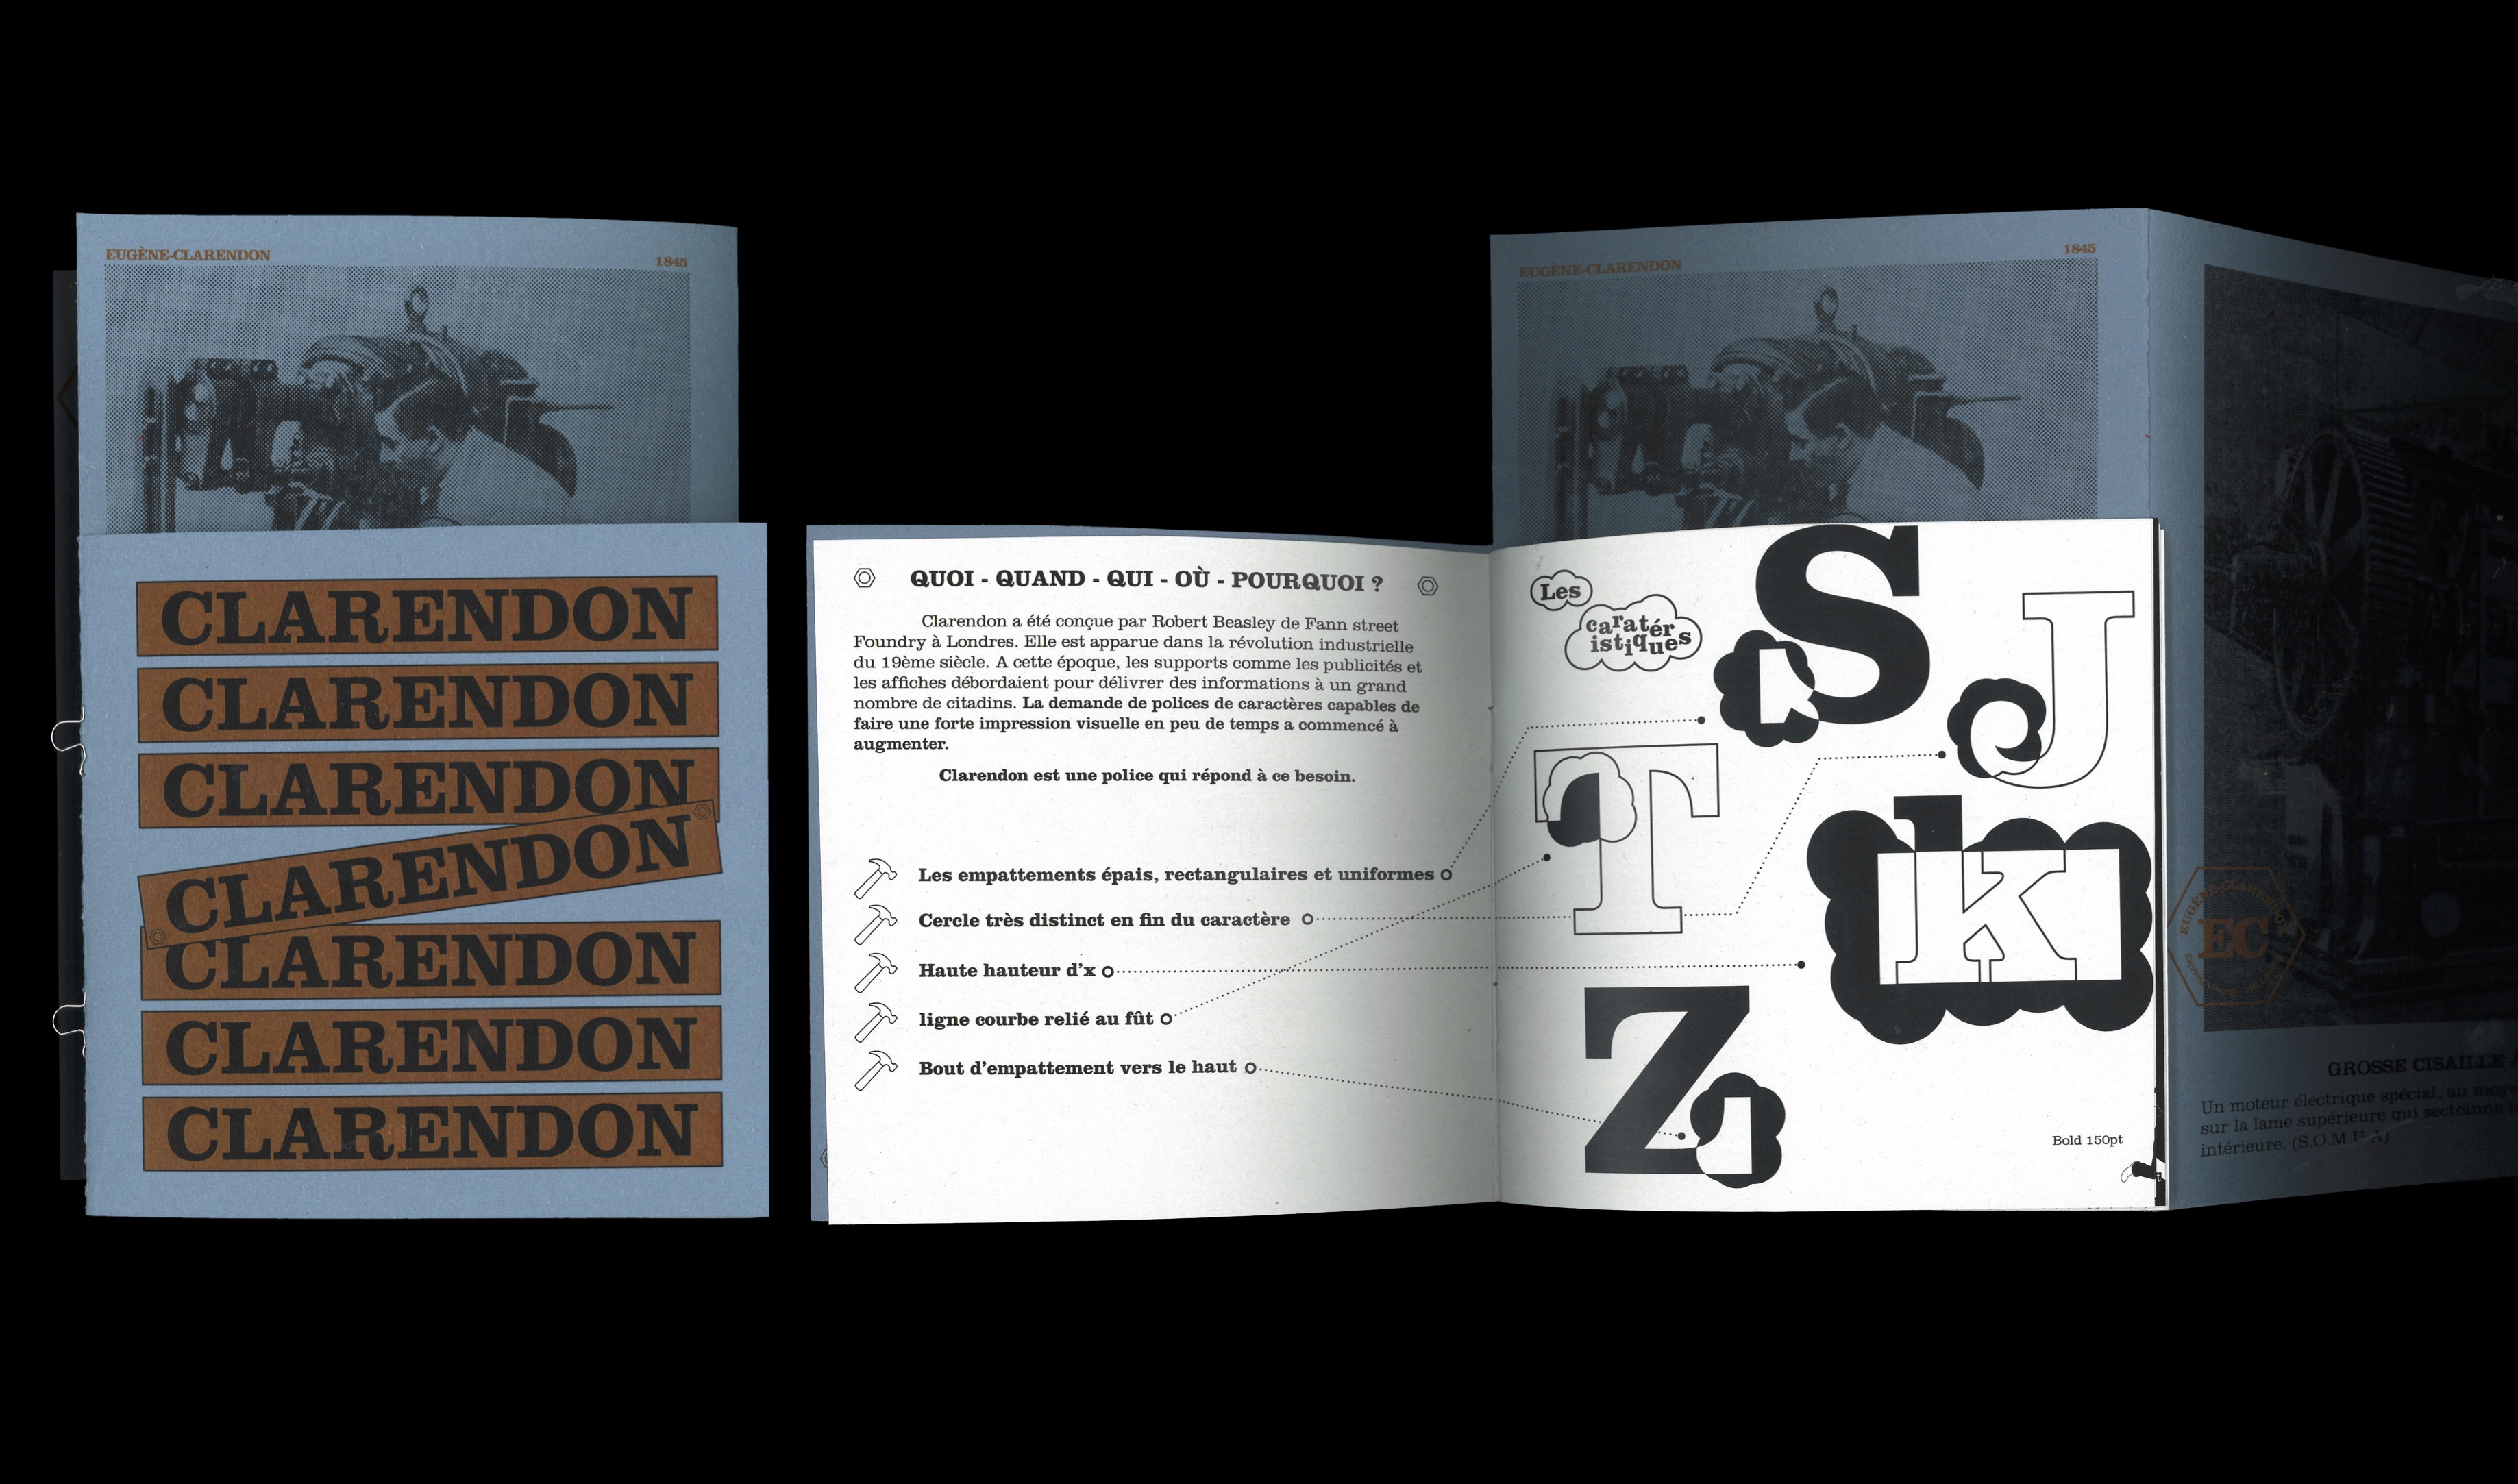 EUGÈNE-CLARENDON
1845
CLARENDON
CLARENDON
CLARENDON
CLARENDON
CLARENDON
CLARENDON
CLARENDON
QUOI - QUAND - QUI - OÙ - POURQUOI ?
Clarendon a été conçue par Robert Beasley de Fann street
Foundry à Londres. Elle est apparue dans la révolution industrielle
du 19ème siècle. A cette époque, les supports comme les publicités et
les affiches débordaient pour délivrer des informations à un grand
nombre de citadins. La demande de polices de caractères capables de
faire une forte impression visuelle en peu de temps a commencé à
augmenter.
Clarendon est une police qui répond à ce besoin.
Les empattements épais, rectangulaires et uniformes
Cercle très distinct en fin du caractère
Haute hauteur d'x
ligne courbe relié au fût
Bout d'empattement vers le haut
EUGÈNE-CLARENDON
1845
Les
caratér
istiques
S
J
T
k
Z
Bold 150pt
EUGÈNE-CLARENDON
EC
GROSSE CISAILLE
Un moteur électrique spécial, au
sur la lame supérieure qui sectoinne
intérieure. (S.O.M.U.A)